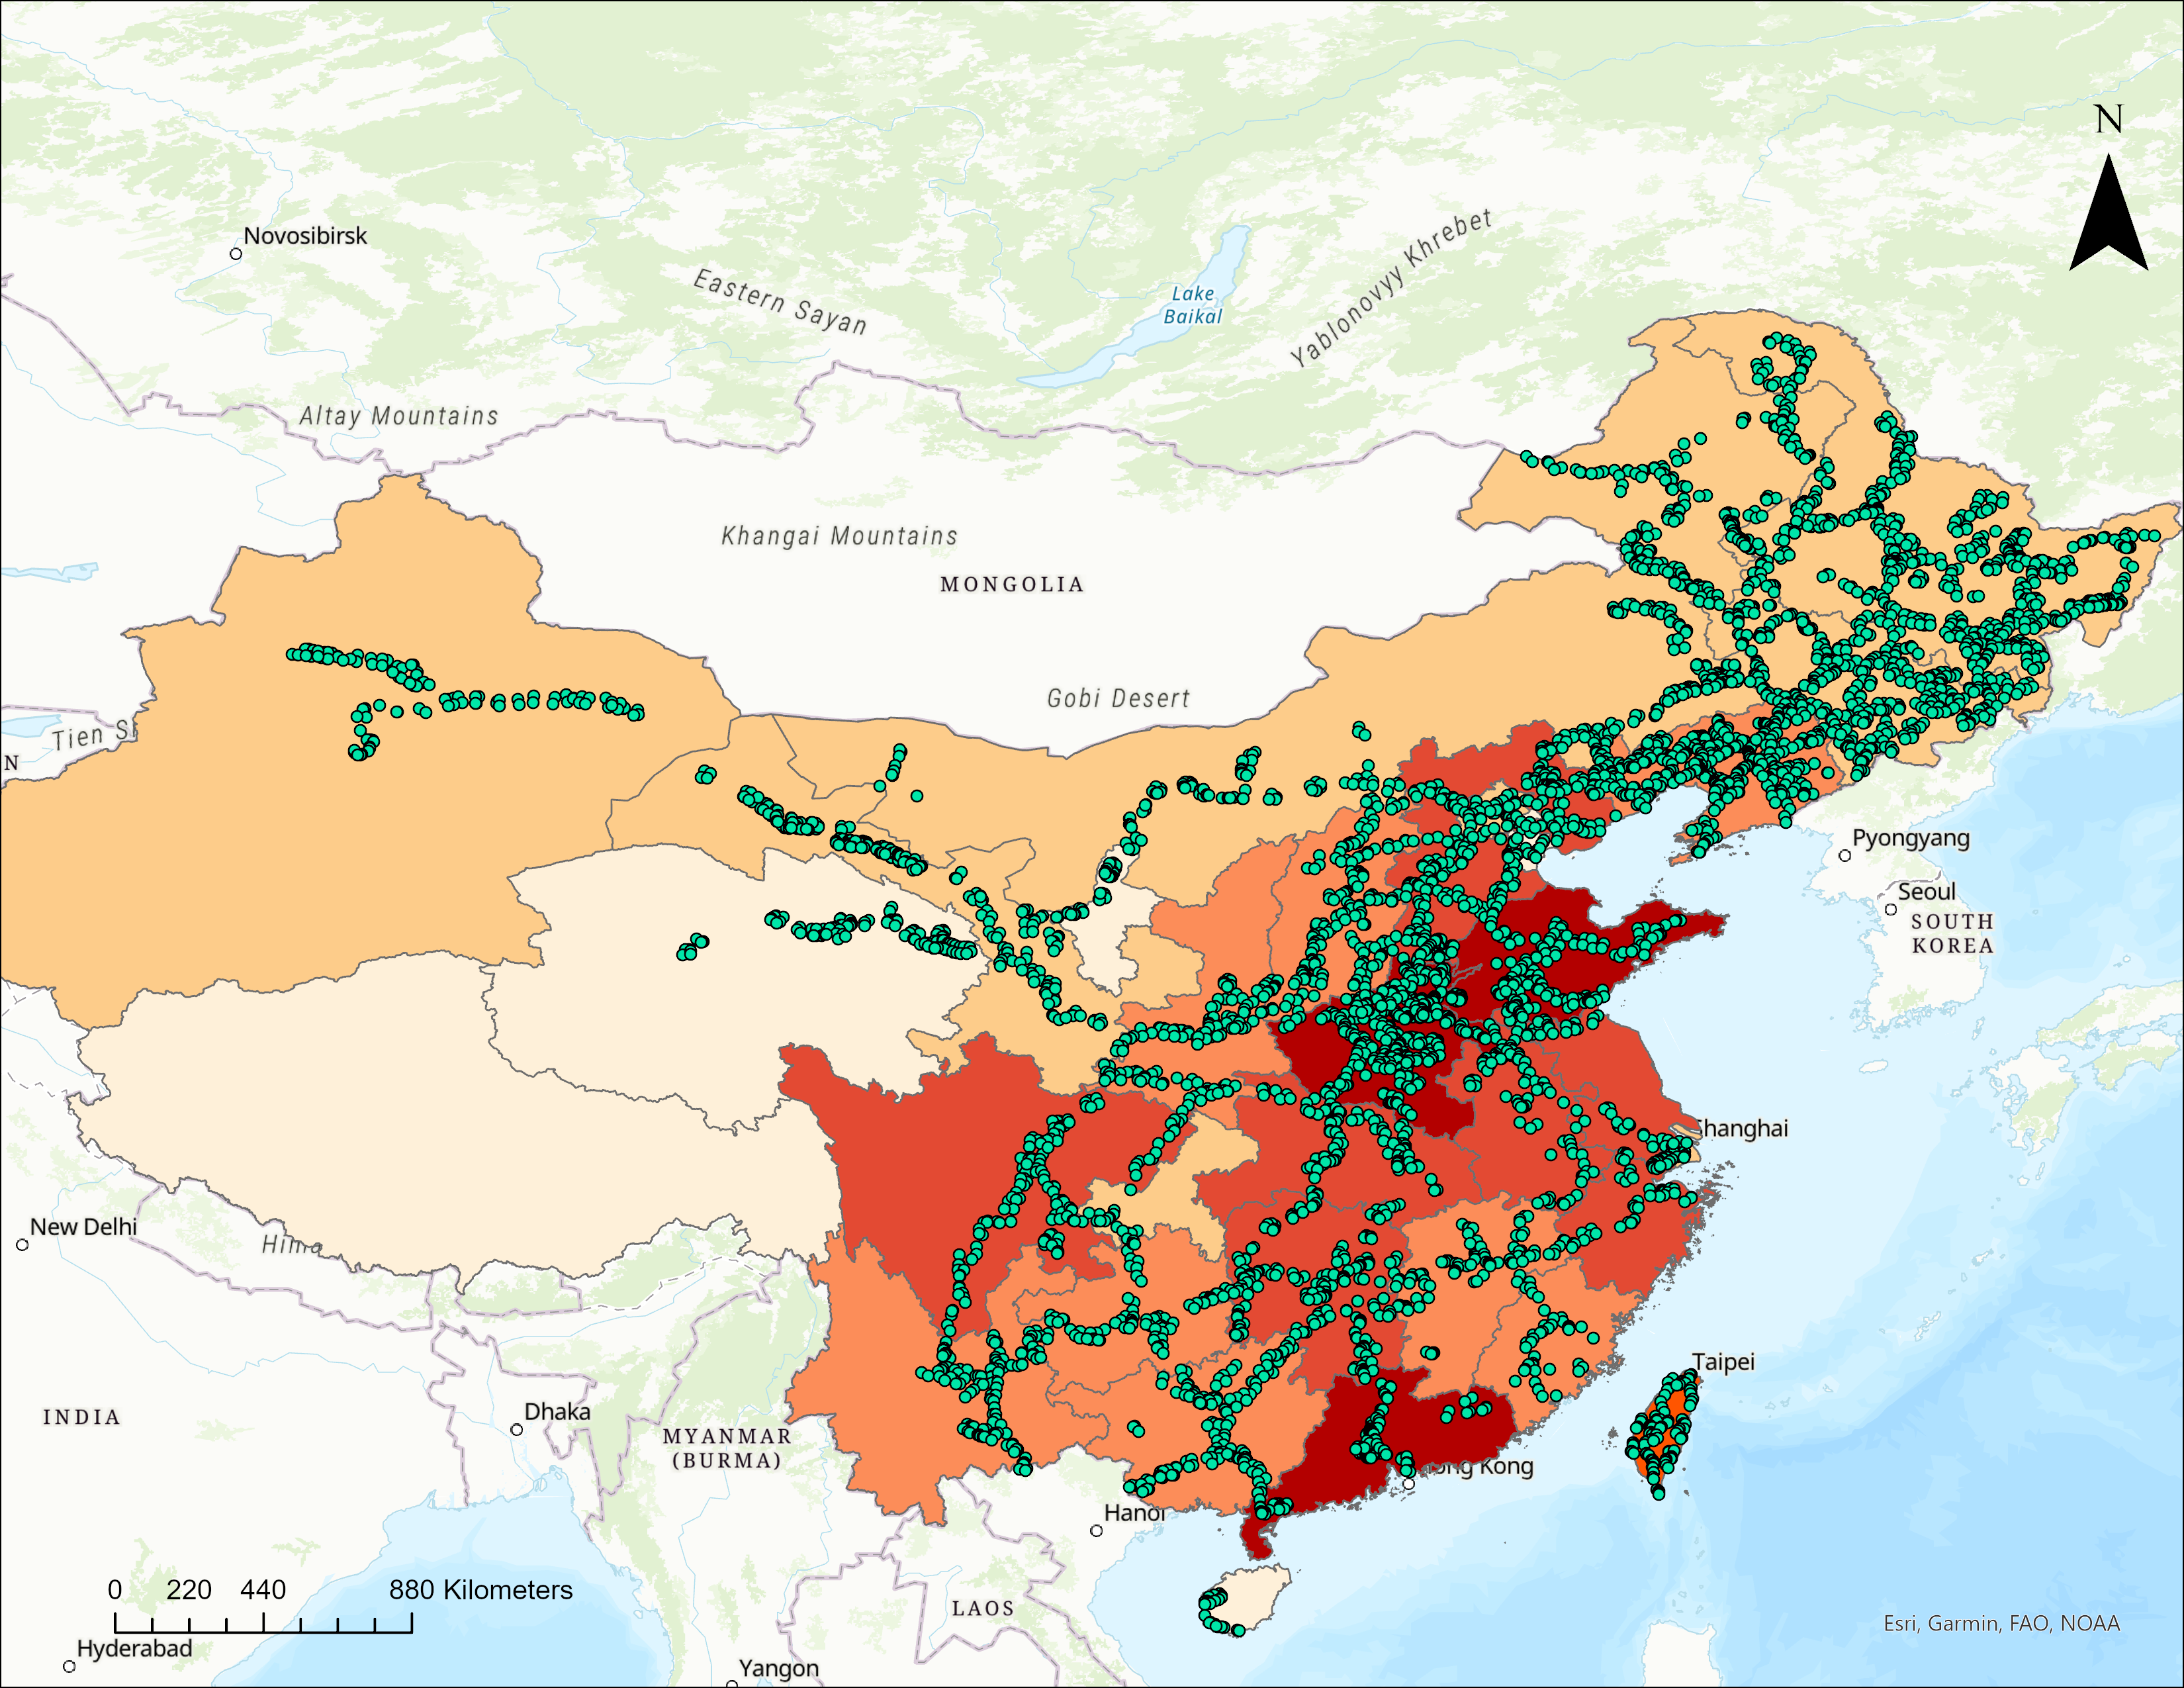 N
Novosibirsk
Eastern Sayan
Lake
Baikal
Yablonovyy Khrebet
Altay Mountains
Khangai Mountains
MONGOLIA
Gobi Desert
Tien S
N
Pyongyang
Seoul
SOUTH
KOREA
Shanghai
New Delhi
Hima
Taipei
INDIA
Dhaka
MYANMAR
(BURMA)
ong Kong
Hanoi
0 220 440 880 Kilometers
LAOS
Esri, Garmin, FAO, NOAA
Hyderabad
Yangon